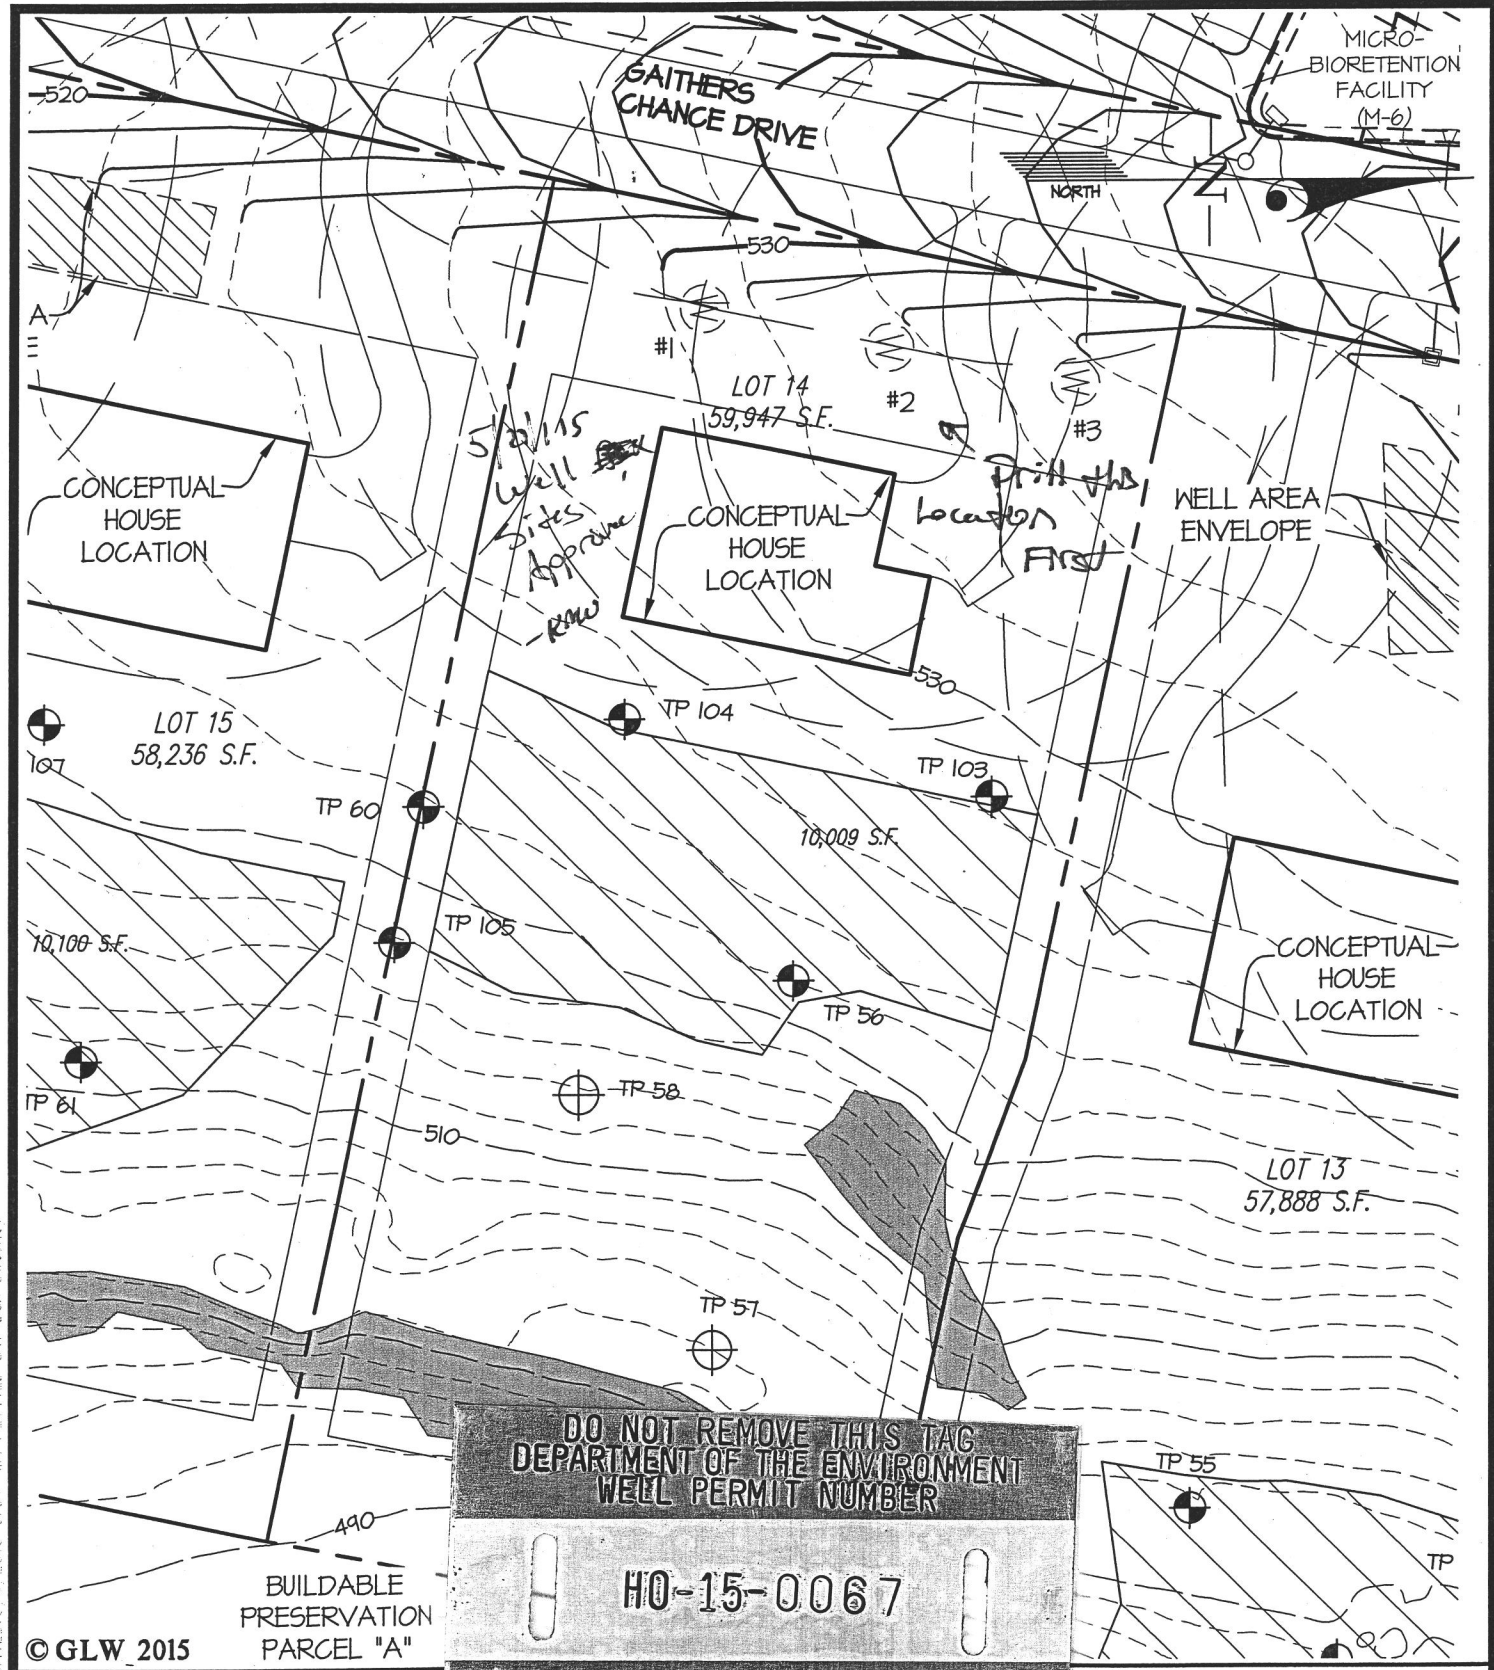 MICRO-
BIORETENTION
FACILITY
(M-6)
520
GAITHERS
CHANCE DRIVE
NORTH
N
530
A
#1
#2
#3
LOT 14
59,947 S.F.
5/21/15
Well
Sites
Approve
-KMW
Drill this
Location
First
CONCEPTUAL
HOUSE
LOCATION
CONCEPTUAL
HOUSE
LOCATION
WELL AREA
ENVELOPE
530
LOT 15
58,236 S.F.
107
TP 104
TP 103
TP 60
10,009 S.F.
TP 105
10,100 S.F.
TP 56
CONCEPTUAL
HOUSE
LOCATION
TP 61
TP 58
510
LOT 13
57,888 S.F.
TP 57
DO NOT REMOVE THIS TAG
DEPARTMENT OF THE ENVIRONMENT
WELL PERMIT NUMBER
HO-15-0067
TP 55
TP
490
BUILDABLE
PRESERVATION
PARCEL "A"
© GLW 2015